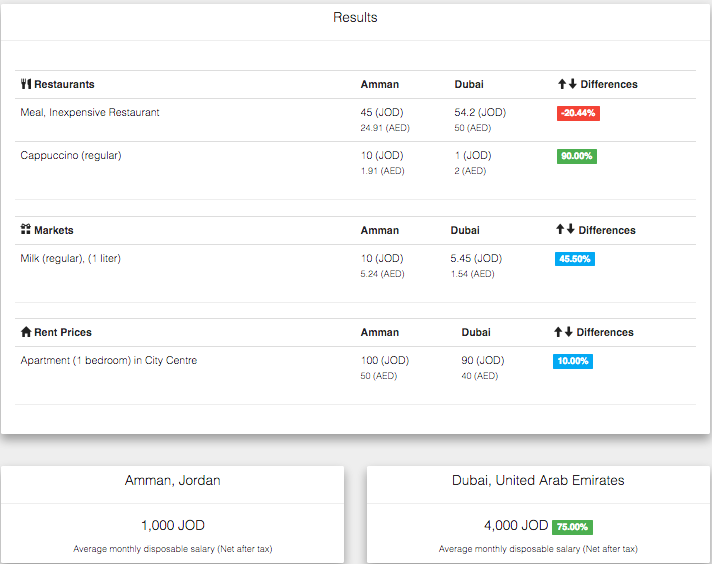 Results
Restaurants Amman Dubai Differences
Meal, Inexpensive Restaurant 45 (JOD) 54.2 (JOD) -20.44%
24.91 (AED) 50 (AED)
Cappuccino (regular) 10 (JOD) 1 (JOD) 90.00%
1.91 (AED) 2 (AED)
Markets Amman Dubai Differences
Milk (regular), (1 liter) 10 (JOD) 5.45 (JOD) 45.50%
5.24 (AED) 1.54 (AED)
Rent Prices Amman Dubai Differences
Apartment (1 bedroom) in City Centre 100 (JOD) 90 (JOD) 10.00%
50 (AED) 40 (AED)
Amman, Jordan
1,000 JOD
Average monthly disposable salary (Net after tax)
Dubai, United Arab Emirates
4,000 JOD 75.00%
Average monthly disposable salary (Net after tax)